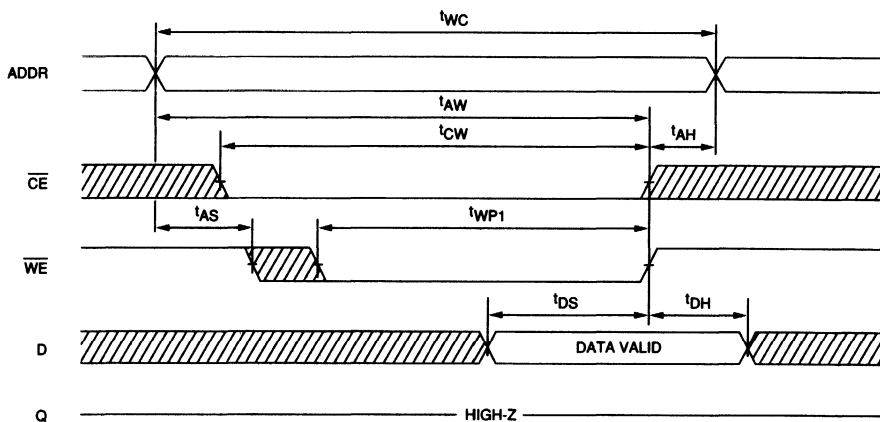 tWC
ADDR
tAW
tCW
tAH
CE
tAS
tWP1
WE
tDS
tDH
D
DATA VALID
Q
HIGH-Z